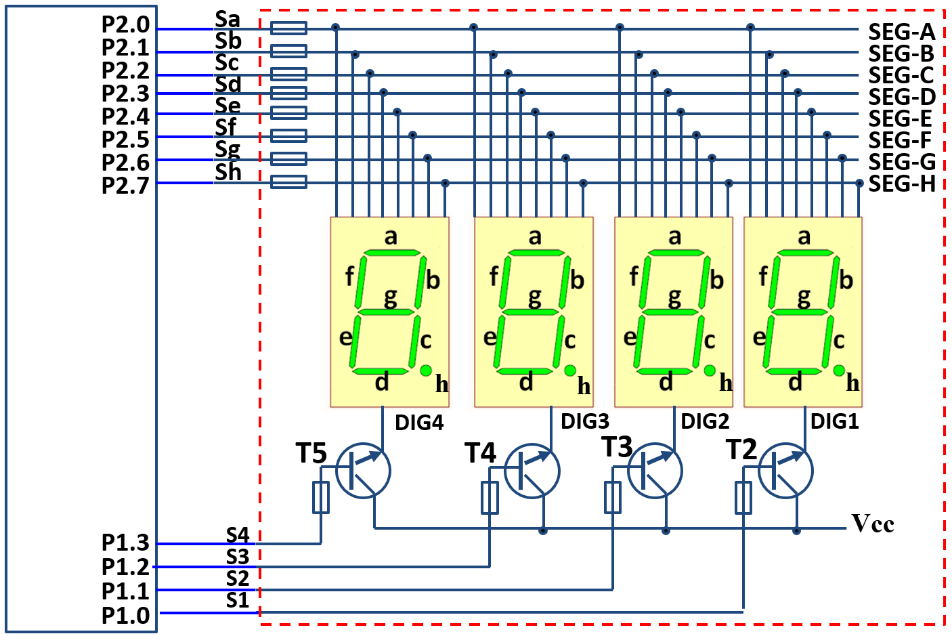 P2.0 Sa SEG-A
P2.1 Sb SEG-B
P2.2 Sc SEG-C
P2.3 Sd SEG-D
P2.4 Se SEG-E
P2.5 Sf SEG-F
P2.6 Sg SEG-G
P2.7 Sh SEG-H
a a a a
f b f b f b f b
g g g g
e c e c e c e c
d h d h d h d h
DIG4 DIG3 DIG2 DIG1
T5 T4 T3 T2
Vcc
P1.3 S4
P1.2 S3
P1.1 S2
P1.0 S1